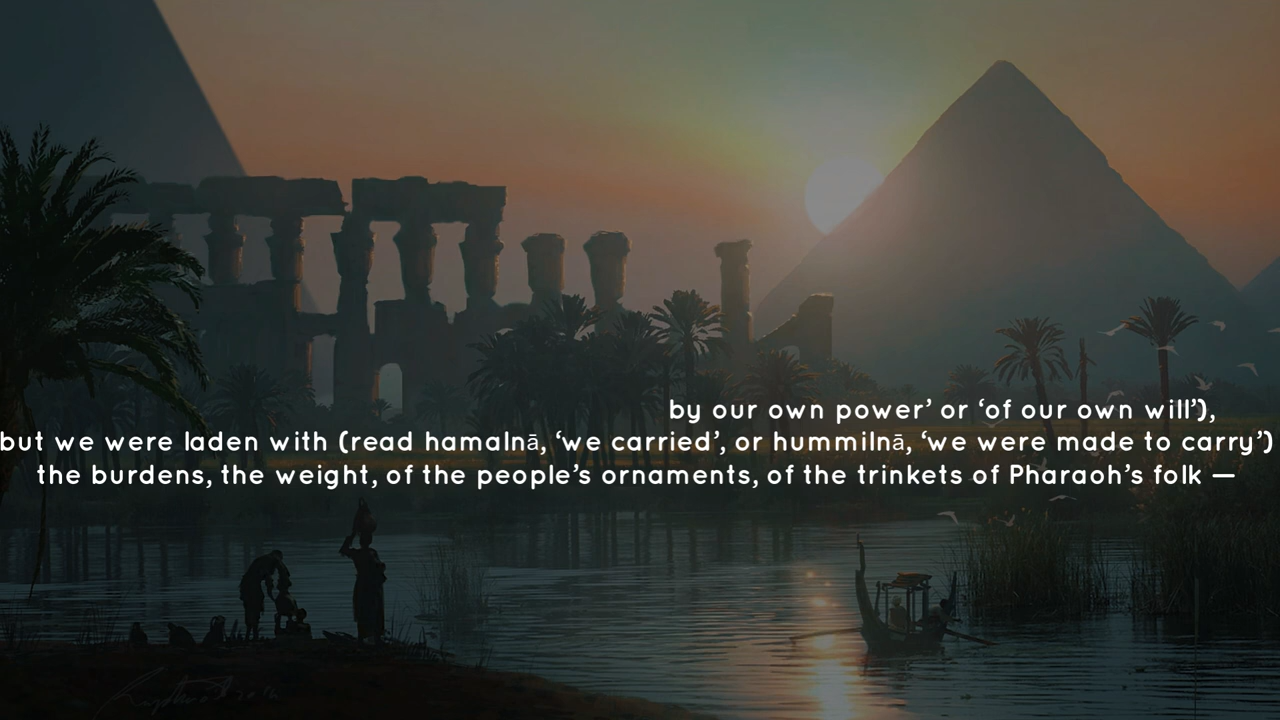 by our own power’ or ‘of our own will’),
but we were laden with (read hamalnā, ‘we carried’, or hummilnā, ‘we were made to carry’)
the burdens, the weight, of the people’s ornaments, of the trinkets of Pharaoh’s folk —